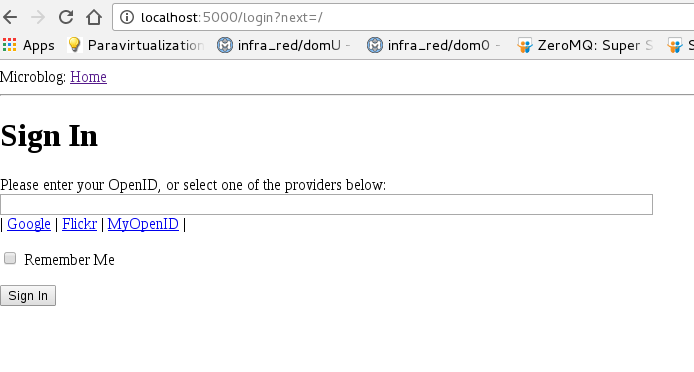 localhost:5000/login?next=/
Apps Paravirtualization infra_red/domU - infra_red/dom0 - ZeroMQ: Super S S
Microblog: Home
Sign In
Please enter your OpenID, or select one of the providers below:
| Google | Flickr | MyOpenID |
Remember Me
Sign In